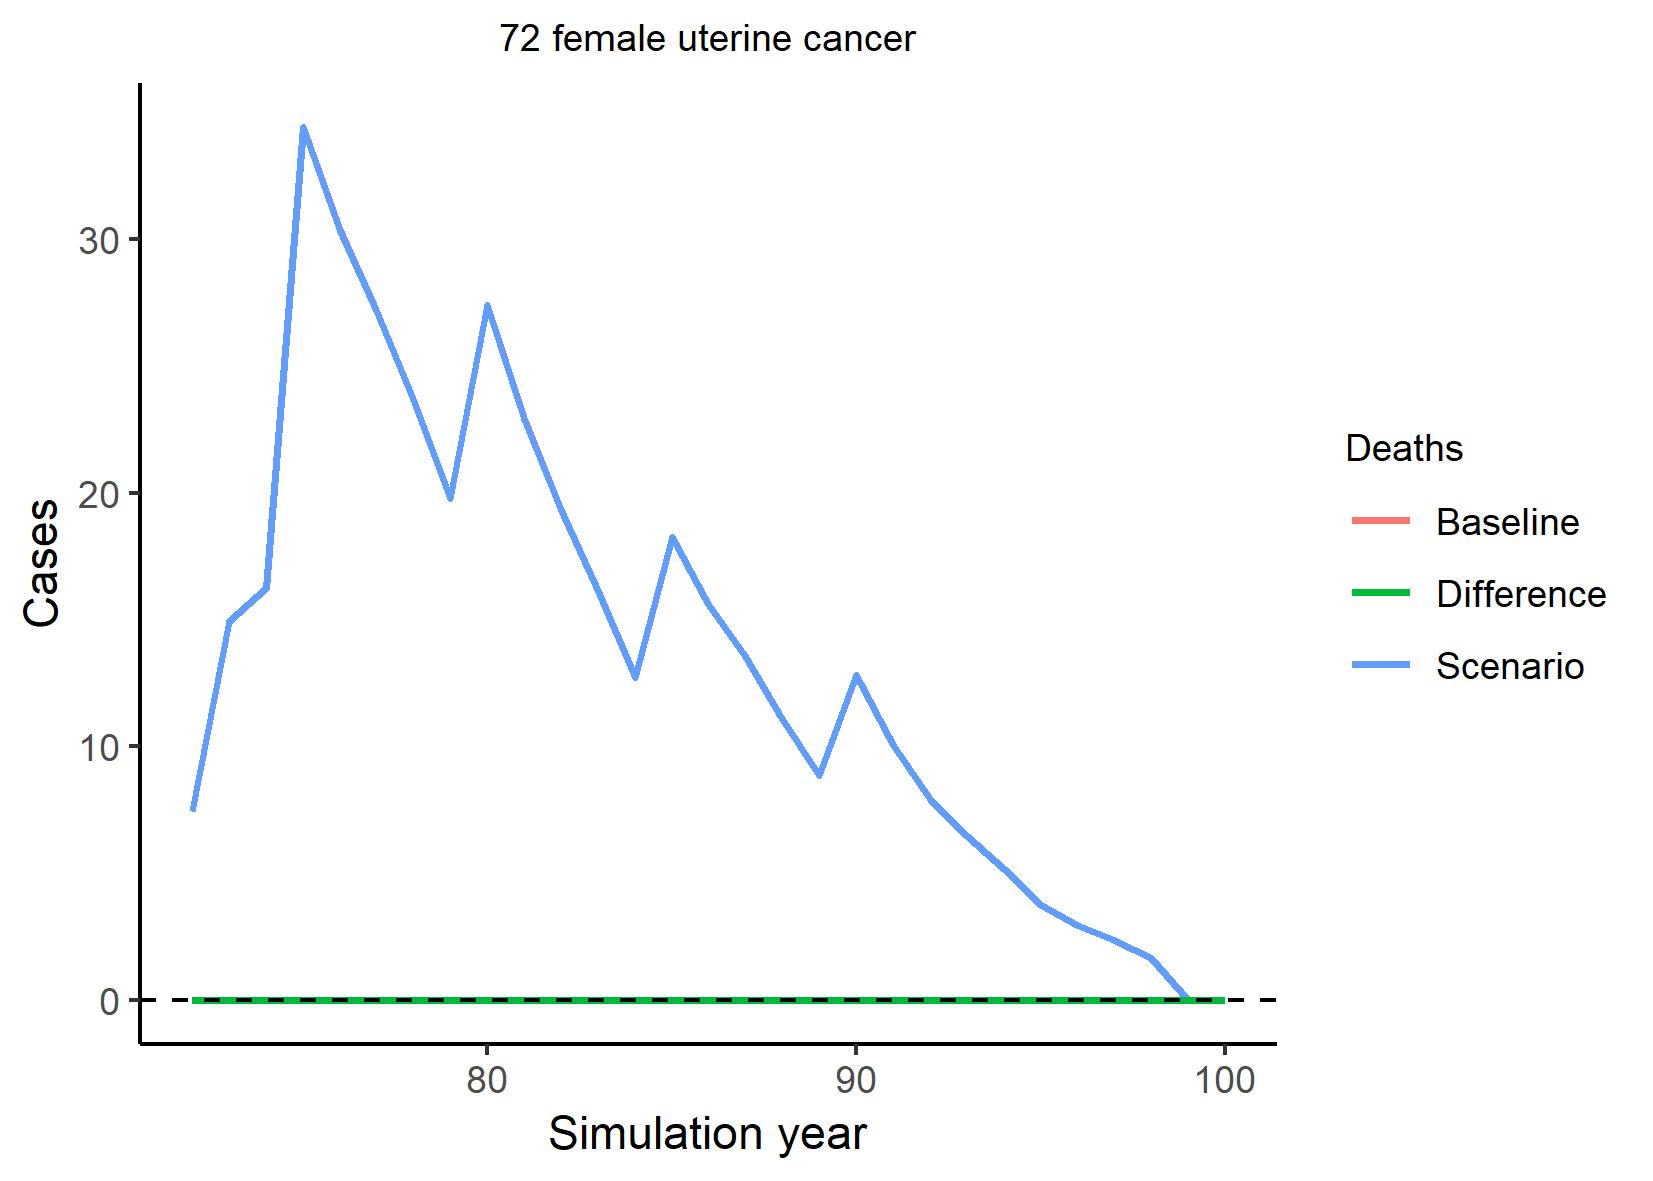 72 female uterine cancer
Cases
30
20
10
0
80 90 100
Simulation year
Deaths
Baseline
Difference
Scenario